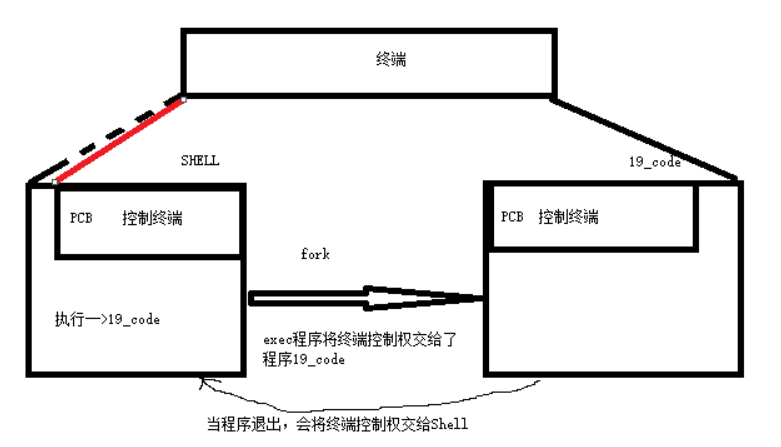 终端
SHELL
19_code
PCB 控制终端
PCB 控制终端
fork
执行一>19_code
exec程序将终端控制权交给了
程序19_code
当程序退出，会将终端控制权交给Shell